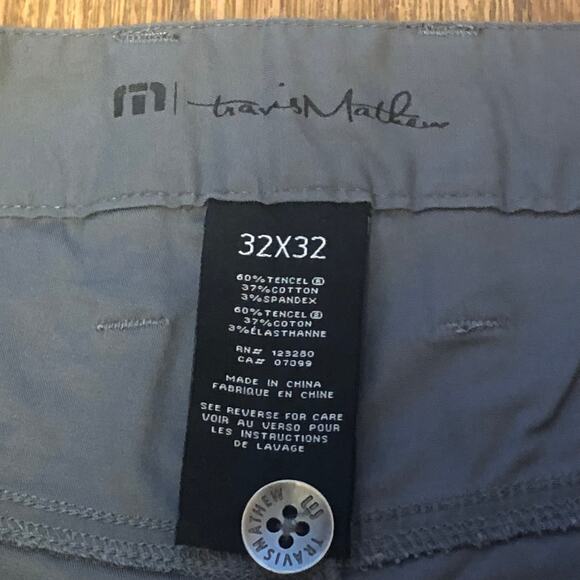 m | travisMathew
32X32
60%TENCEL®
37%COTTON
3%SPANDEX
60%TENCEL®
37%COTON
3%ÉLASTHANNE
RN# 123280
CA# 07099
MADE IN CHINA
FABRIQUE EN CHINE
SEE REVERSE FOR CARE
VOIR AU VERSO POUR
LES INSTRUCTIONS
DE LAVAGE
TRAVISMATHEW m